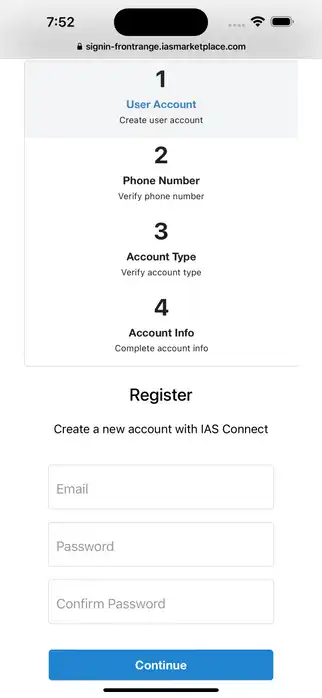 7:52
signin-frontrange.iasmarketplace.com
1
User Account
Create user account
2
Phone Number
Verify phone number
3
Account Type
Verify account type
4
Account Info
Complete account info
Register
Create a new account with IAS Connect
Email
Password
Confirm Password
Continue